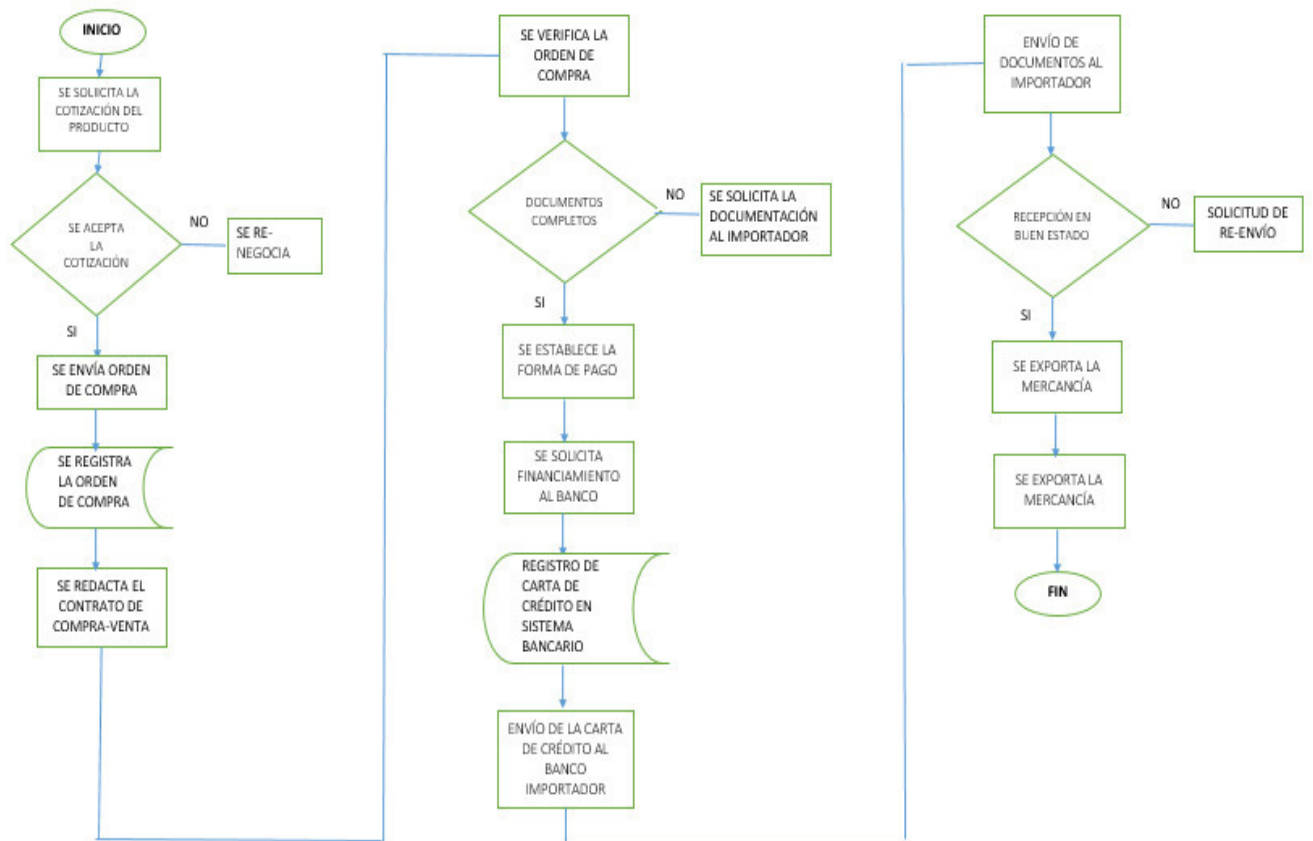 INICIO
SE SOLICITA LA
COTIZACIÓN DEL
PRODUCTO
SE ACEPTA
LA
COTIZACIÓN
NO
SE RE-
NEGOCIA
SI
SE ENVÍA ORDEN
DE COMPRA
SE REGISTRA
LA ORDEN
DE COMPRA
SE REDACTA EL
CONTRATO DE
COMPRA-VENTA
SE VERIFICA LA
ORDEN DE
COMPRA
DOCUMENTOS
COMPLETOS
NO
SE SOLICITA LA
DOCUMENTACIÓN
AL IMPORTADOR
SI
SE ESTABLECE LA
FORMA DE PAGO
SE SOLICITA
FINANCIAMIENTO
AL BANCO
REGISTRO DE
CARTA DE
CRÉDITO EN
SISTEMA
BANCARIO
ENVÍO DE LA CARTA
DE CRÉDITO AL
BANCO
IMPORTADOR
ENVÍO DE
DOCUMENTOS AL
IMPORTADOR
RECEPCIÓN EN
BUEN ESTADO
NO
SOLICITUD DE
RE-ENVÍO
SI
SE EXPORTA LA
MERCANCÍA
SE EXPORTA LA
MERCANCÍA
FIN